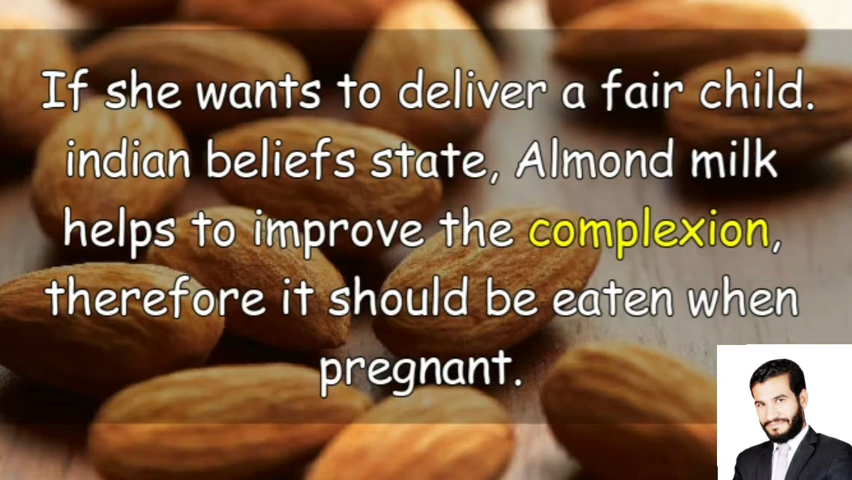 If she wants to deliver a fair child.
indian beliefs state, Almond milk
helps to improve the complexion,
therefore it should be eaten when
pregnant.